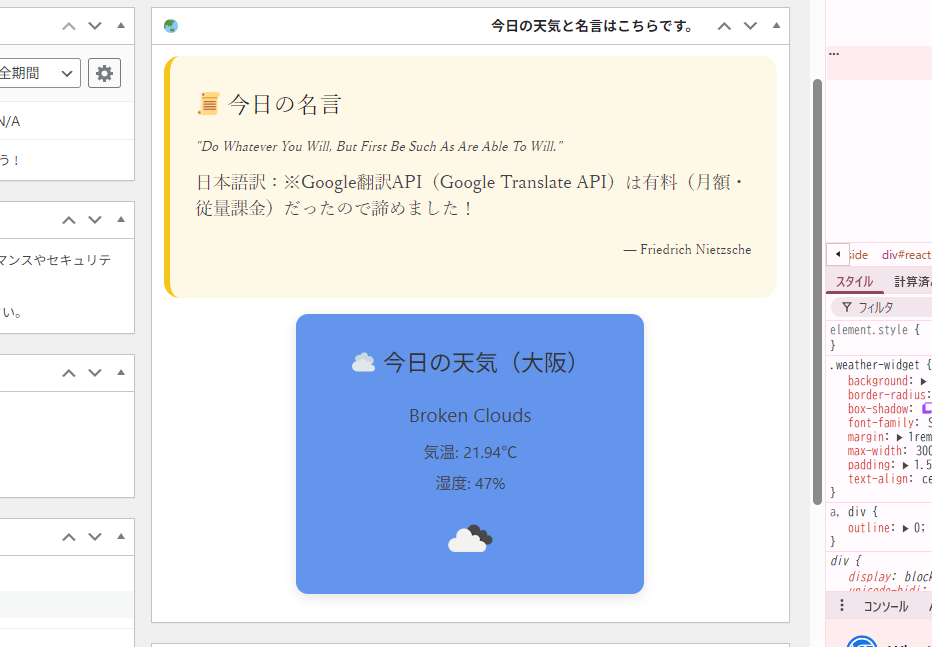 全期間
N/A
う！
マンスやセキュリテ
い。
今日の天気と名言はこちらです。
今日の名言
"Do Whatever You Will, But First Be Such As Are Able To Will."
日本語訳：※Google翻訳API（Google Translate API）は有料（月額・
従量課金）だったので諦めました！
— Friedrich Nietzsche
今日の天気（大阪）
Broken Clouds
気温: 21.94°C
湿度: 47%
...
side div#react
スタイル 計算済
フィルタ
element.style {
}
.weather-widget {
background:
border-radius:
box-shadow:
font-family: S
margin: 1rem
max-width: 300
padding: 1.5
text-align: ce
}
a, div {
outline: 0;
}
div {
display: block
unicode-bidi:
コンソール